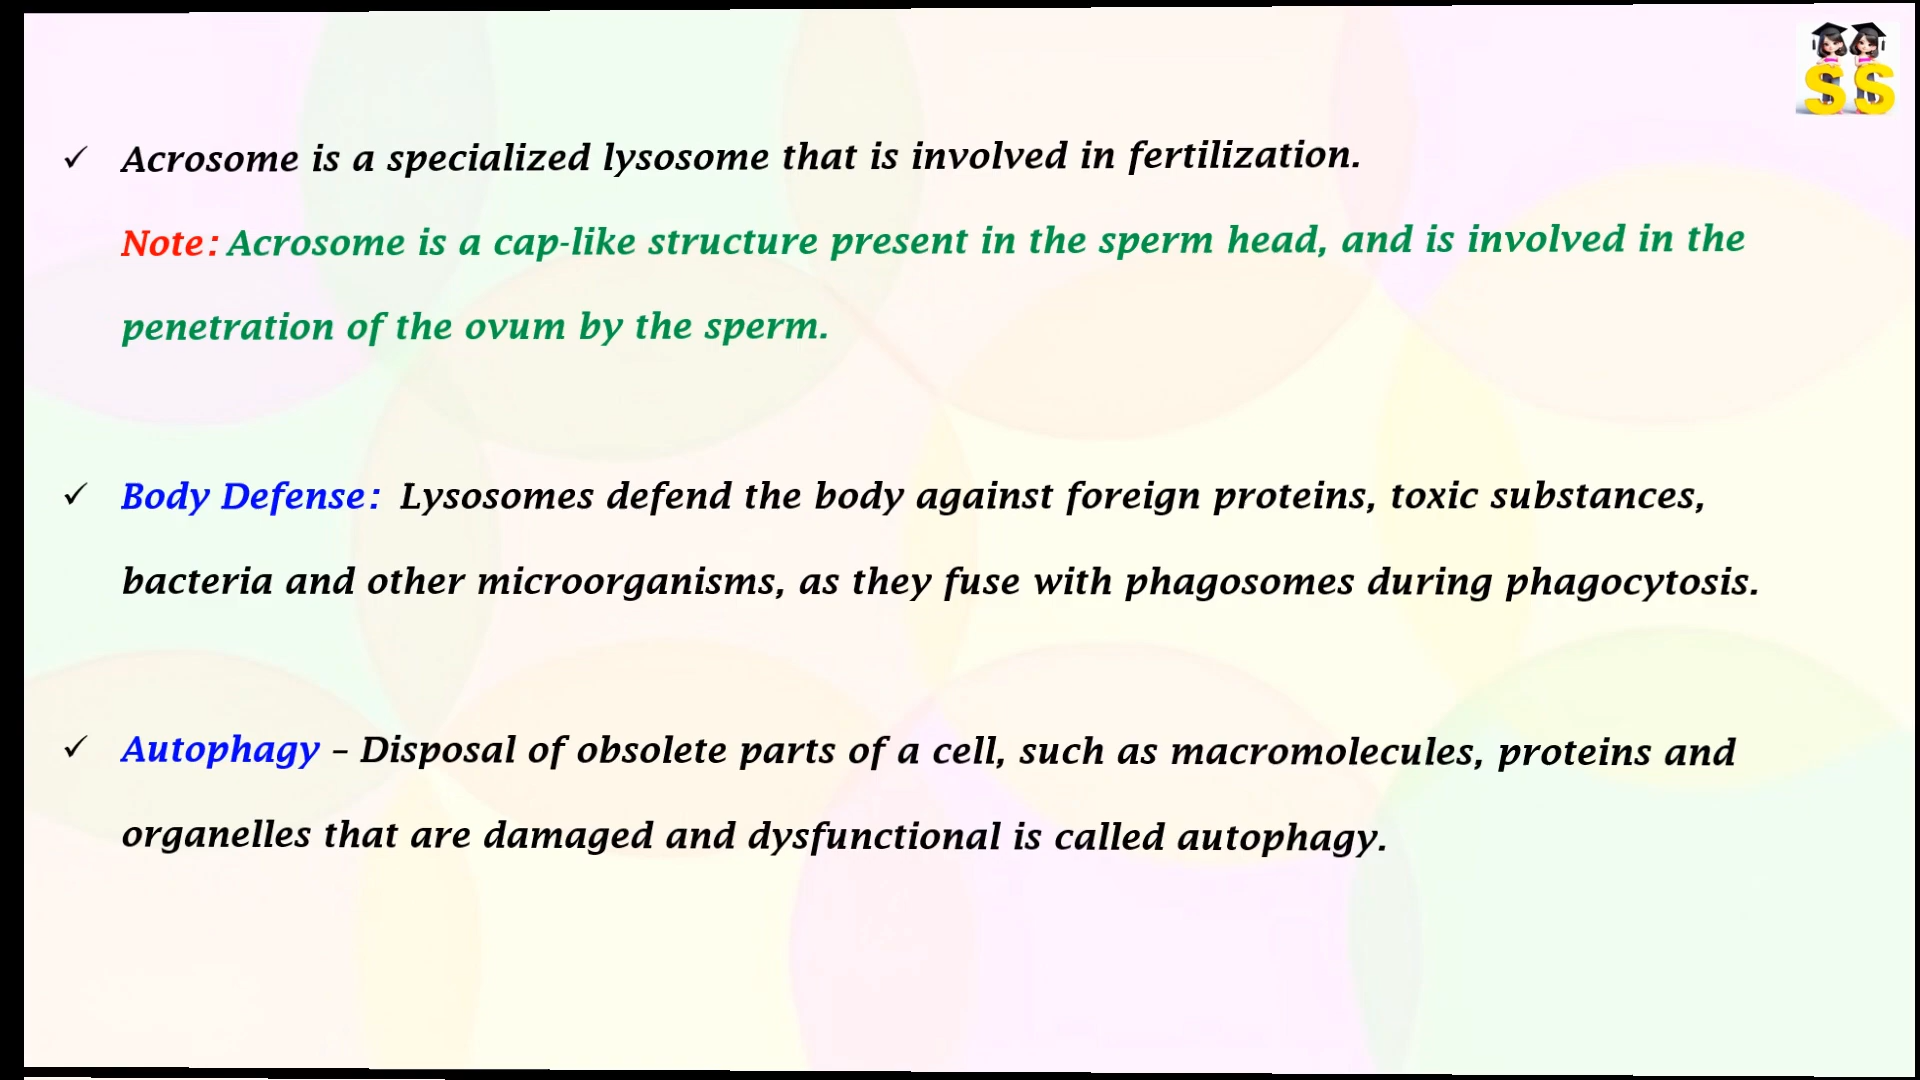 ✓ Acrosome is a specialized lysosome that is involved in fertilization.
Note: Acrosome is a cap-like structure present in the sperm head, and is involved in the
penetration of the ovum by the sperm.
✓ Body Defense: Lysosomes defend the body against foreign proteins, toxic substances,
bacteria and other microorganisms, as they fuse with phagosomes during phagocytosis.
✓ Autophagy – Disposal of obsolete parts of a cell, such as macromolecules, proteins and
organelles that are damaged and dysfunctional is called autophagy.
SS